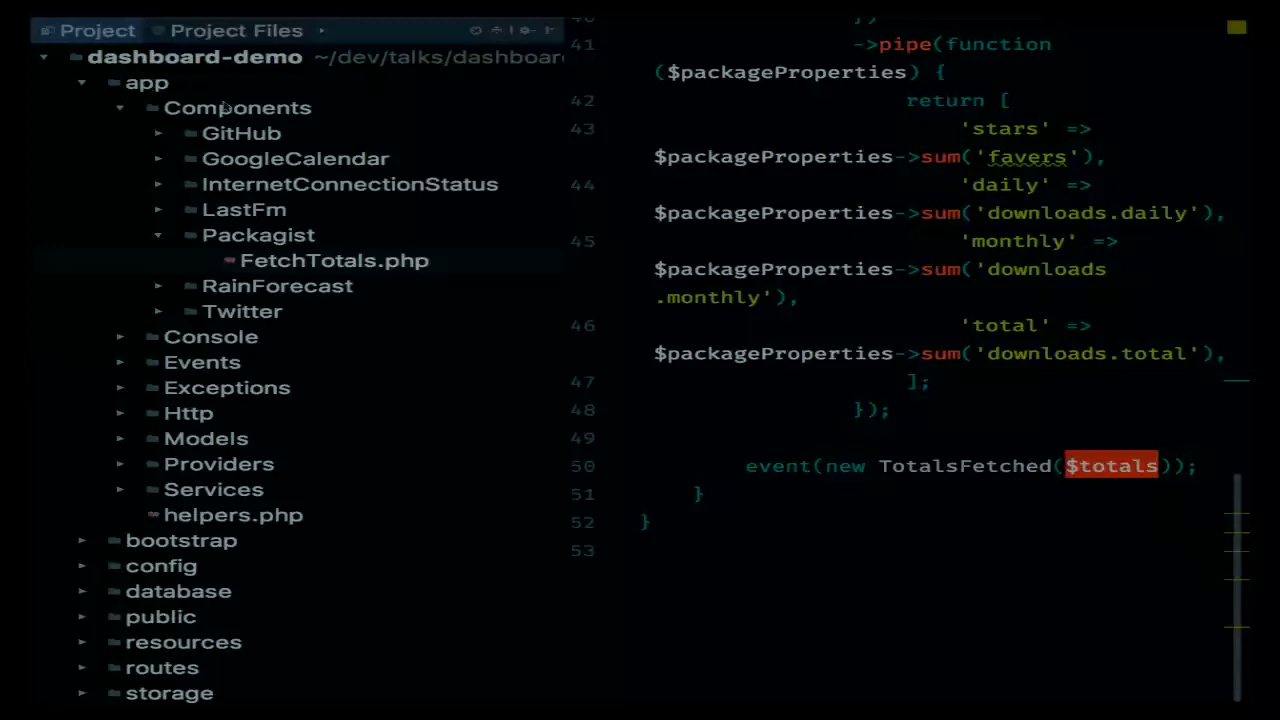 Project Project Files
dashboard-demo ~/dev/talks/dashboar
app
Components
GitHub
GoogleCalendar
InternetConnectionStatus
LastFm
Packagist
FetchTotals.php
RainForecast
Twitter
Console
Events
Exceptions
Http
Models
Providers
Services
helpers.php
bootstrap
config
database
public
resources
routes
storage
40 ])
41 ->pipe(function
($packageProperties) {
42 return [
43 'stars' =>
$packageProperties->sum('favers'),
44 'daily' =>
$packageProperties->sum('downloads.daily'),
45 'monthly' =>
$packageProperties->sum('downloads
.monthly'),
46 'total' =>
$packageProperties->sum('downloads.total'),
47 ];
48 });
49
50 event(new TotalsFetched($totals));
51 }
52 }
53